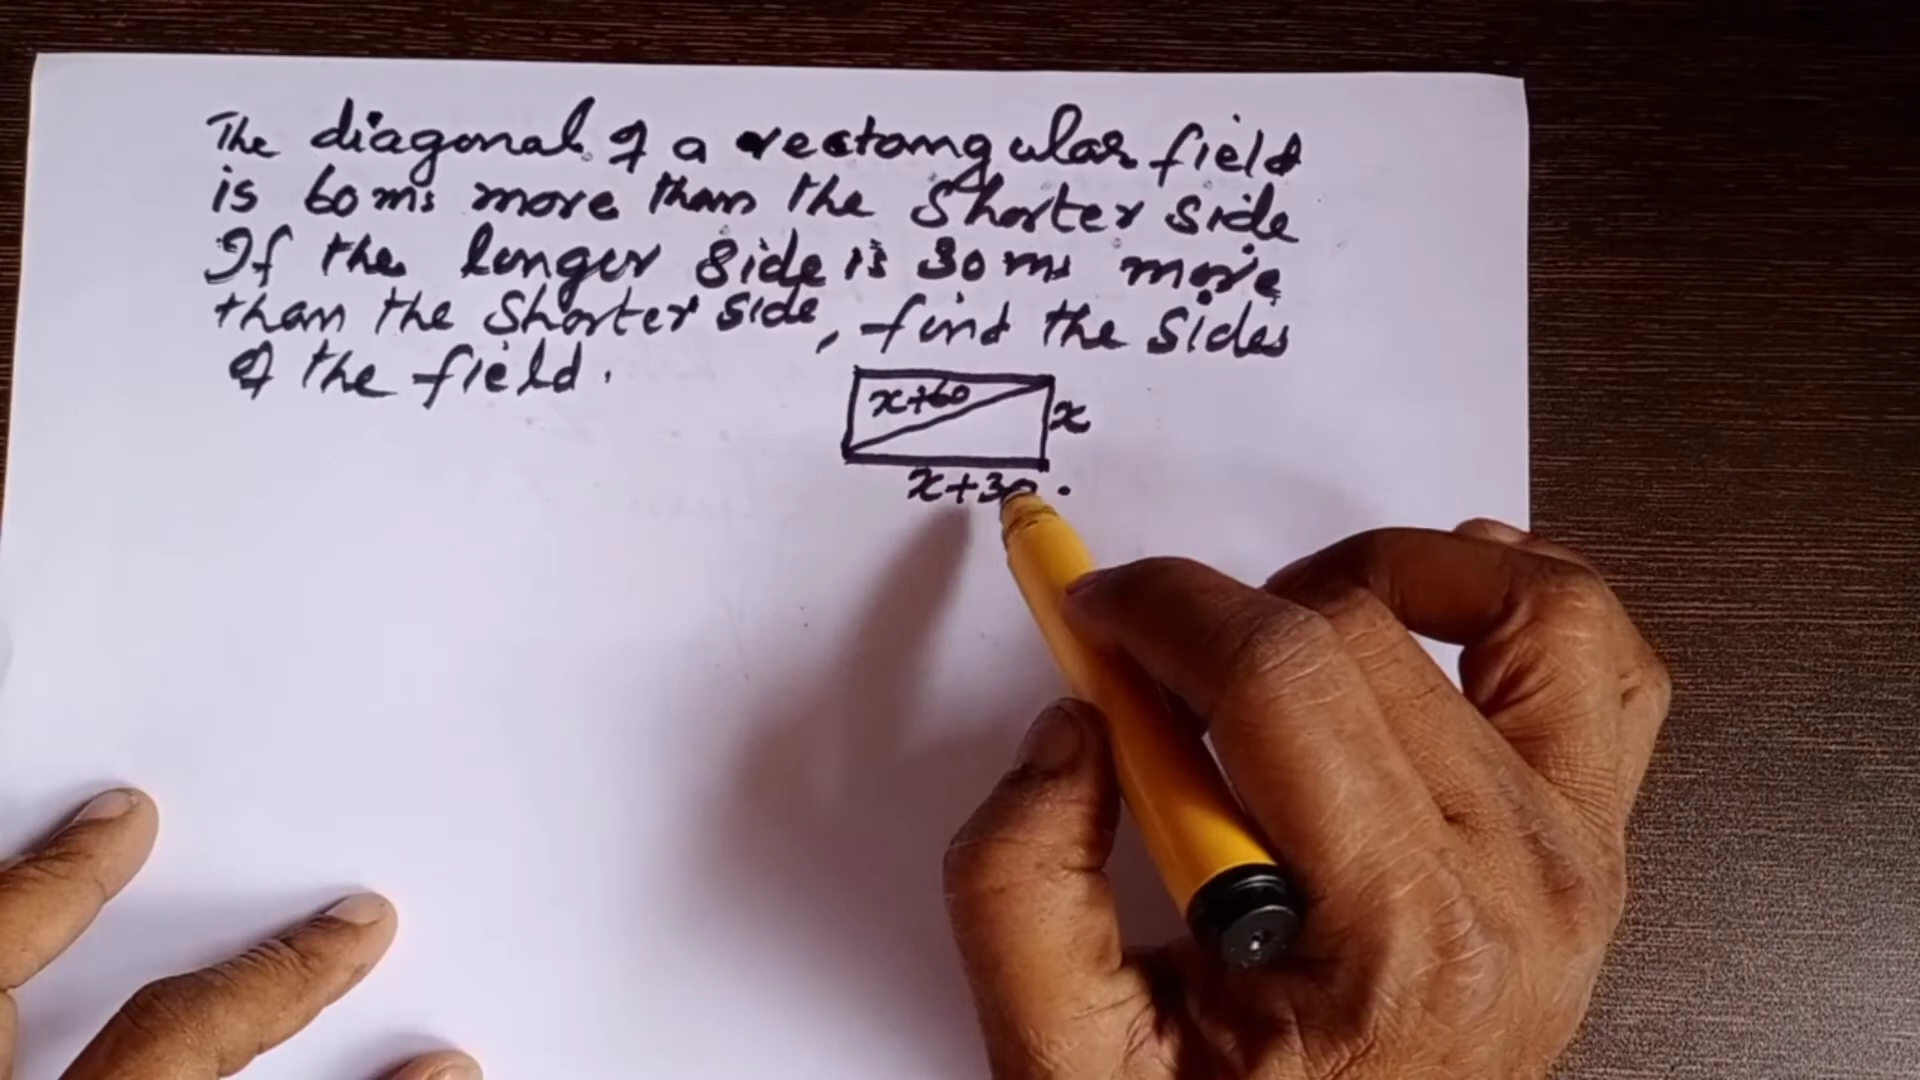 The diagonal of a rectangular field
is 60 ms more than the shorter side
If the longer side is 30 ms more
than the shorter side, find the sides
of the field.
x+60
x
x+30.